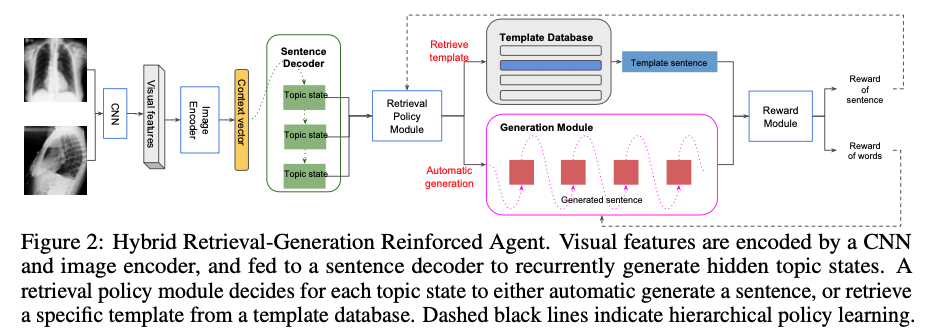 Sentence
Decoder
Topic state
Topic state
Topic state
CNN
Visual features
Image
Encoder
Context vector
Retrieval
Policy
Module
Retrieve
template
Automatic
generation
Template Database
Template sentence
Generation Module
Generated sentence
Reward
Module
Reward
of
sentence
Reward
of words
Figure 2: Hybrid Retrieval-Generation Reinforced Agent. Visual features are encoded by a CNN
and image encoder, and fed to a sentence decoder to recurrently generate hidden topic states. A
retrieval policy module decides for each topic state to either automatic generate a sentence, or retrieve
a specific template from a template database. Dashed black lines indicate hierarchical policy learning.